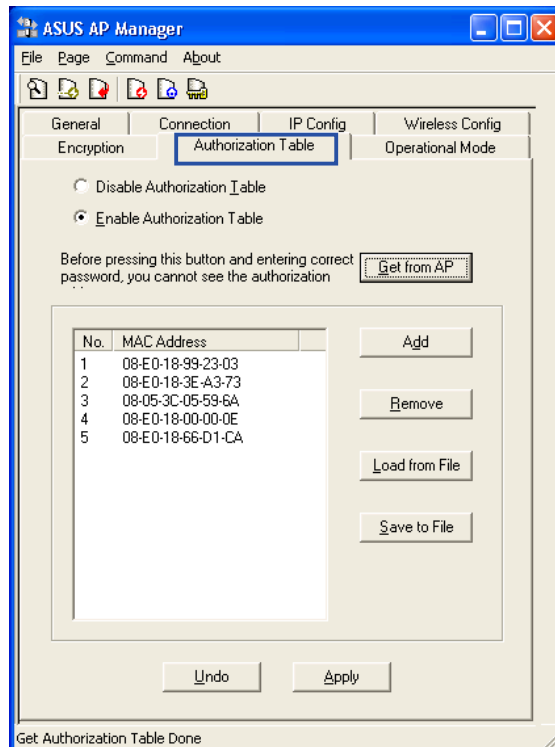 ASUS AP Manager
File Page Command About
General Connection IP Config Wireless Config
Encryption Authorization Table Operational Mode
Disable Authorization Table
Enable Authorization Table
Before pressing this button and entering correct
password, you cannot see the authorization
Get from AP
No. MAC Address
1 08-E0-18-99-23-03
2 08-E0-18-3E-A3-73
3 08-05-3C-05-59-6A
4 08-E0-18-00-00-0E
5 08-E0-18-66-D1-CA
Add
Remove
Load from File
Save to File
Undo Apply
Get Authorization Table Done